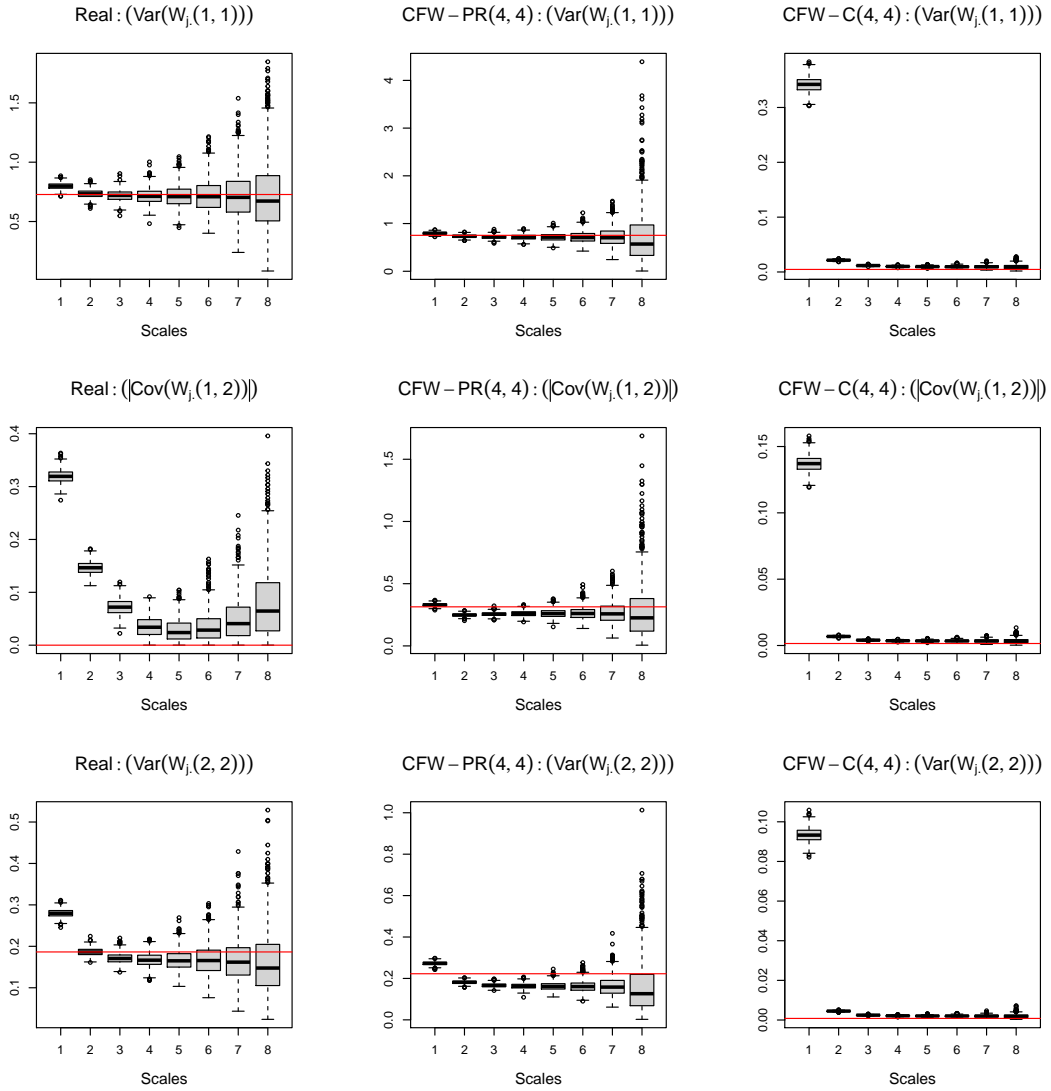 Real : (Var(Wj.(1, 1)))
CFW – PR(4, 4) : (Var(Wj.(1, 1)))
CFW – C(4, 4) : (Var(Wj.(1, 1)))
0.5 1.0 1.5
0 1 2 3 4
0.0 0.1 0.2 0.3
1 2 3 4 5 6 7 8
1 2 3 4 5 6 7 8
1 2 3 4 5 6 7 8
Scales
Scales
Scales
Real : (|Cov(Wj.(1, 2))|)
CFW – PR(4, 4) : (|Cov(Wj.(1, 2))|)
CFW – C(4, 4) : (|Cov(Wj.(1, 2))|)
0.0 0.1 0.2 0.3 0.4
0.0 0.5 1.0 1.5
0.00 0.05 0.10 0.15
1 2 3 4 5 6 7 8
1 2 3 4 5 6 7 8
1 2 3 4 5 6 7 8
Scales
Scales
Scales
Real : (Var(Wj.(2, 2)))
CFW – PR(4, 4) : (Var(Wj.(2, 2)))
CFW – C(4, 4) : (Var(Wj.(2, 2)))
0.1 0.2 0.3 0.4 0.5
0.0 0.2 0.4 0.6 0.8 1.0
0.00 0.02 0.04 0.06 0.08 0.10
1 2 3 4 5 6 7 8
1 2 3 4 5 6 7 8
1 2 3 4 5 6 7 8
Scales
Scales
Scales